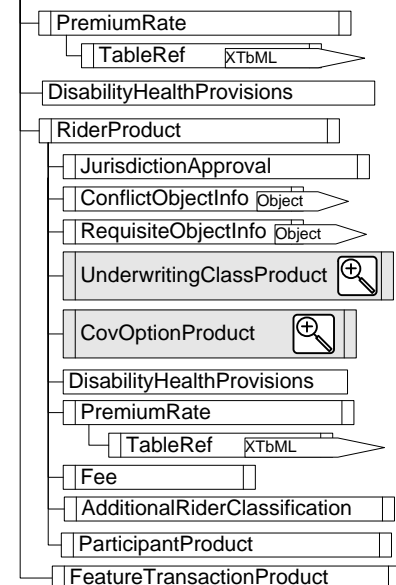 PremiumRate
TableRef XTbML
DisabilityHealthProvisions
RiderProduct
JurisdictionApproval
ConflictObjectInfo Object
RequisiteObjectInfo Object
UnderwritingClassProduct
CovOptionProduct
DisabilityHealthProvisions
PremiumRate
TableRef XTbML
Fee
AdditionalRiderClassification
ParticipantProduct
FeatureTransactionProduct